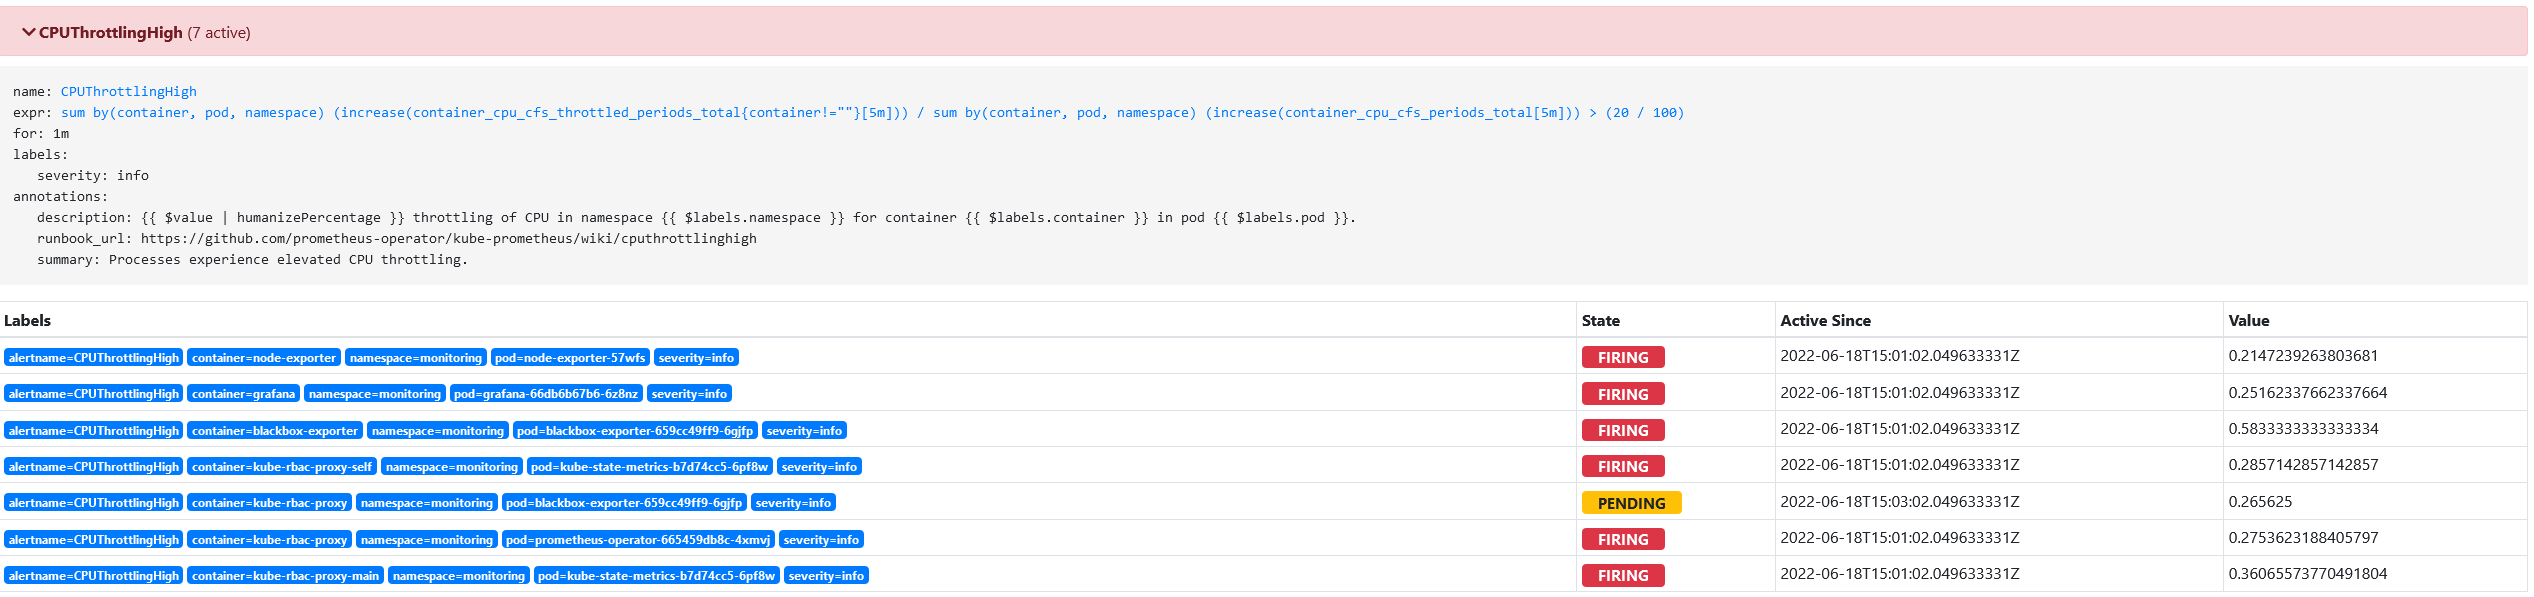 CPUThrottlingHigh (7 active)
name: CPUThrottlingHigh
expr: sum by(container, pod, namespace) (increase(container_cpu_cfs_throttled_periods_total{container!=""}[5m])) / sum by(container, pod, namespace) (increase(container_cpu_cfs_periods_total[5m])) > (20 / 100)
for: 1m
labels:
   severity: info
annotations:
   description: {{ $value | humanizePercentage }} throttling of CPU in namespace {{ $labels.namespace }} for container {{ $labels.container }} in pod {{ $labels.pod }}.
   runbook_url: https://github.com/prometheus-operator/kube-prometheus/wiki/cputhrottlinghigh
   summary: Processes experience elevated CPU throttling.
Labels State Active Since Value
alertname=CPUThrottlingHigh container=node-exporter namespace=monitoring pod=node-exporter-57wfs severity=info FIRING 2022-06-18T15:01:02.049633331Z 0.2147239263803681
alertname=CPUThrottlingHigh container=grafana namespace=monitoring pod=grafana-66db6b67b6-6z8nz severity=info FIRING 2022-06-18T15:01:02.049633331Z 0.25162337662337664
alertname=CPUThrottlingHigh container=blackbox-exporter namespace=monitoring pod=blackbox-exporter-659cc49ff9-6gjfp severity=info FIRING 2022-06-18T15:01:02.049633331Z 0.5833333333333334
alertname=CPUThrottlingHigh container=kube-rbac-proxy-self namespace=monitoring pod=kube-state-metrics-b7d74cc5-6pf8w severity=info FIRING 2022-06-18T15:01:02.049633331Z 0.2857142857142857
alertname=CPUThrottlingHigh container=kube-rbac-proxy namespace=monitoring pod=blackbox-exporter-659cc49ff9-6gjfp severity=info PENDING 2022-06-18T15:03:02.049633331Z 0.265625
alertname=CPUThrottlingHigh container=kube-rbac-proxy namespace=monitoring pod=prometheus-operator-665459db8c-4xmvj severity=info FIRING 2022-06-18T15:01:02.049633331Z 0.2753623188405797
alertname=CPUThrottlingHigh container=kube-rbac-proxy-main namespace=monitoring pod=kube-state-metrics-b7d74cc5-6pf8w severity=info FIRING 2022-06-18T15:01:02.049633331Z 0.36065573770491804